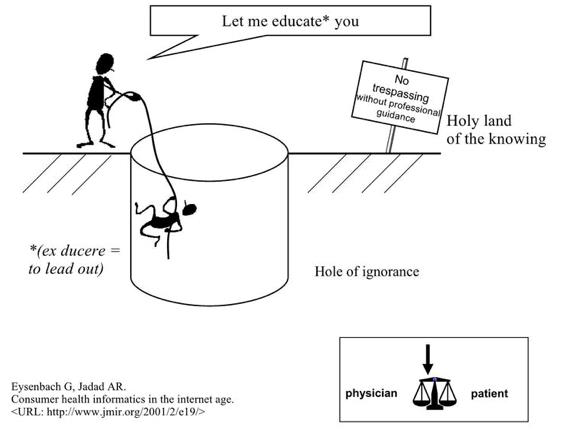 Let me educate* you
No
trespassing
without professional
guidance
Holy land
of the knowing
*(ex ducere =
to lead out)
Hole of ignorance
Eysenbach G, Jadad AR.
Consumer health informatics in the internet age.
<URL: http://www.jmir.org/2001/2/e19/>
physician
patient